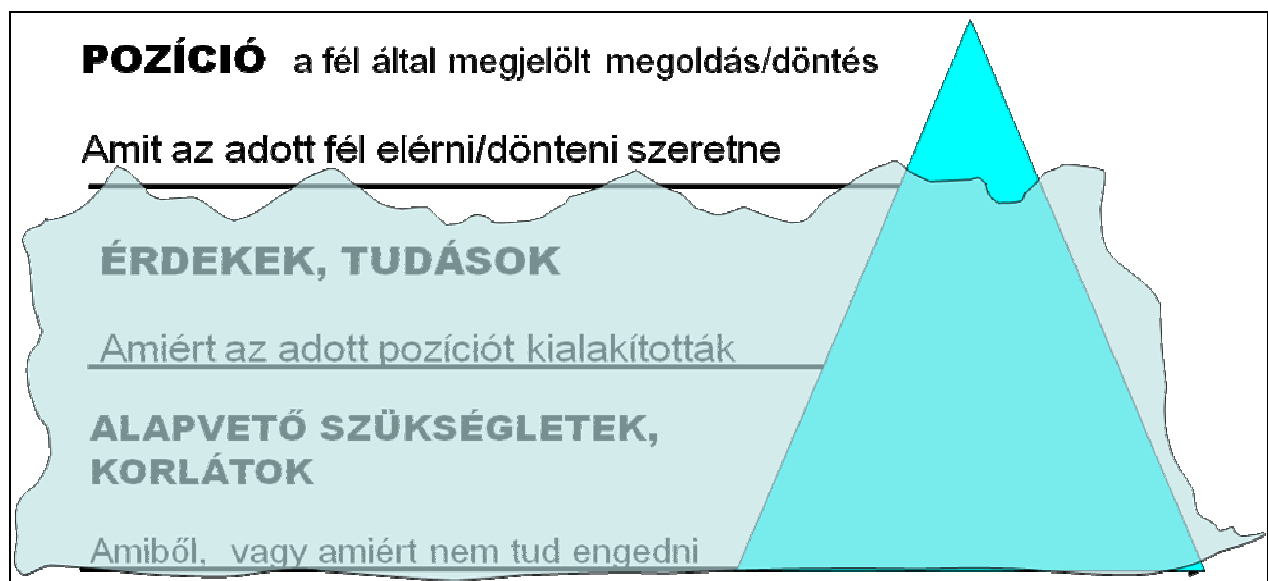 POZÍCIÓ a fél által megjelölt megoldás/döntés
Amit az adott fél elérni/dönteni szeretne
ÉRDEKEK, TUDÁSOK
Amiért az adott pozíciót kialakították
ALAPVETŐ SZÜKSÉGLETEK,
KORLÁTOK
Amiből, vagy amiért nem tud engedni